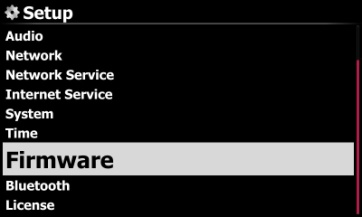 Setup
Audio
Network
Network Service
Internet Service
System
Time
Firmware
Bluetooth
License